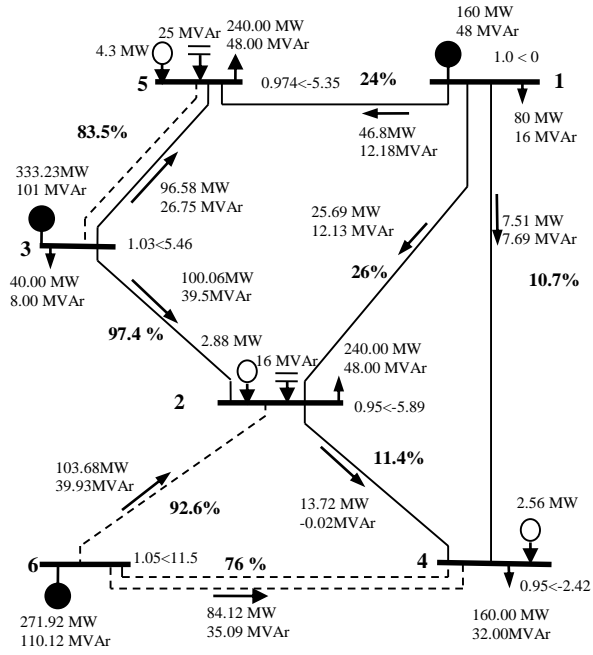 160 MW
48 MVAr
25 MVAr
240.00 MW
48.00 MVAr
4.3 MW
1.0 < 0
5
0.974<-5.35
24%
1
46.8MW
12.18MVAr
80 MW
16 MVAr
83.5%
333.23MW
101 MVAr
96.58 MW
26.75 MVAr
25.69 MW
12.13 MVAr
7.51 MW
7.69 MVAr
3
1.03<5.46
26%
10.7%
40.00 MW
8.00 MVAr
100.06MW
39.5MVAr
97.4 %
2.88 MW
16 MVAr
240.00 MW
48.00 MVAr
2
0.95<-5.89
103.68MW
39.93MVAr
11.4%
92.6%
13.72 MW
-0.02MVAr
2.56 MW
6
1.05<11.5
76 %
4
0.95<-2.42
84.12 MW
35.09 MVAr
271.92 MW
110.12 MVAr
160.00 MW
32.00MVAr